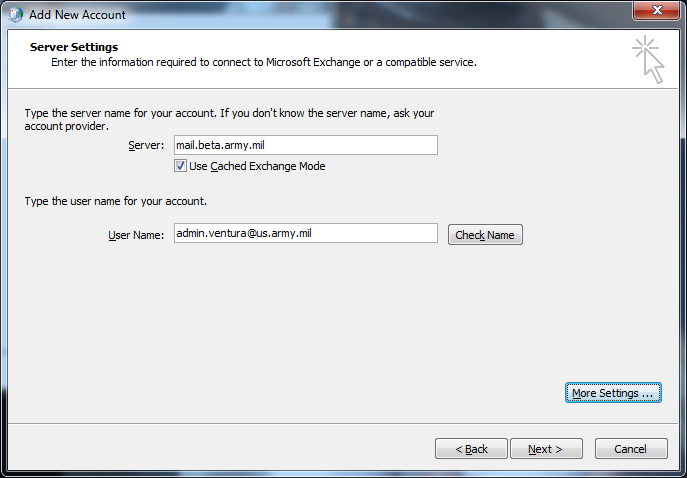 Add New Account
Server Settings
Enter the information required to connect to Microsoft Exchange or a compatible service.
Type the server name for your account. If you don't know the server name, ask your
account provider.
Server: mail.beta.army.mil
Use Cached Exchange Mode
Type the user name for your account.
User Name: admin.ventura@us.army.mil Check Name
More Settings ...
< Back Next > Cancel